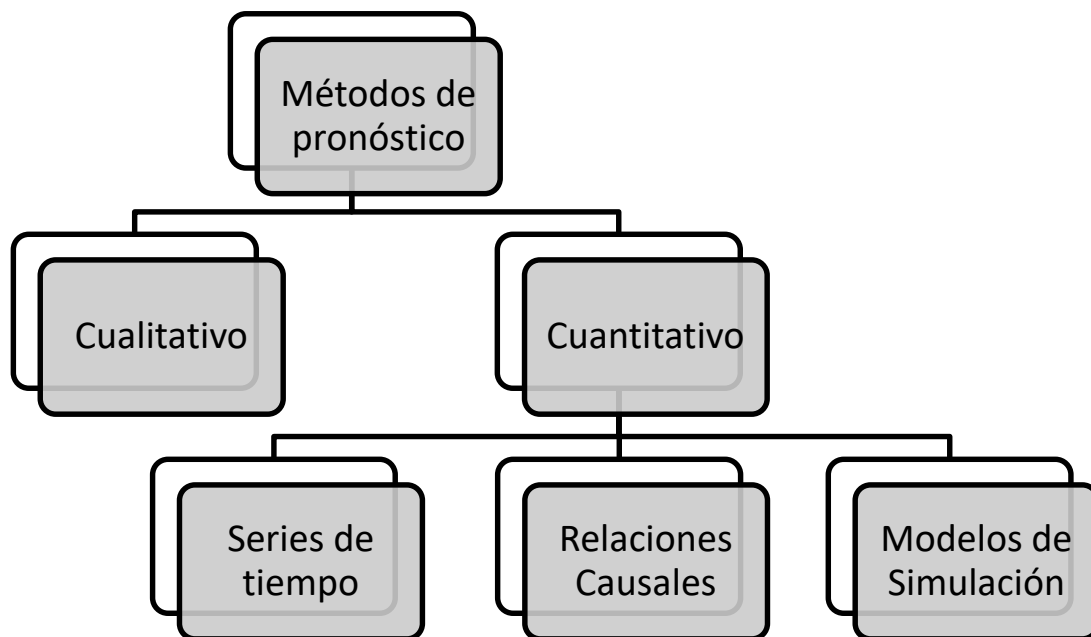 Métodos de
pronóstico
Cualitativo
Cuantitativo
Series de
tiempo
Relaciones
Causales
Modelos de
Simulación